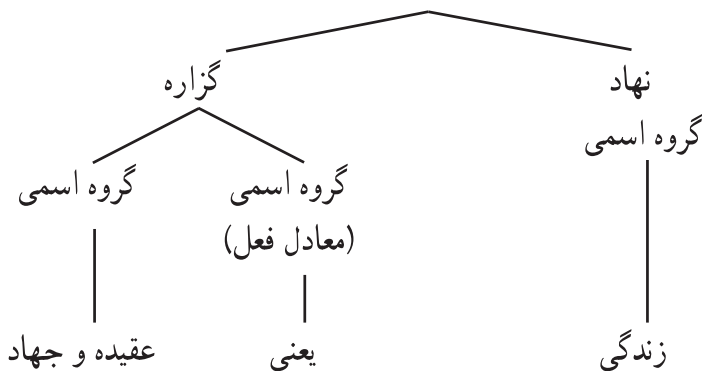 نهاد
گزاره
گروه اسمی
گروه اسمی
گروه اسمی
(معادل فعل)
زندگی
یعنی
عقیده و جهاد